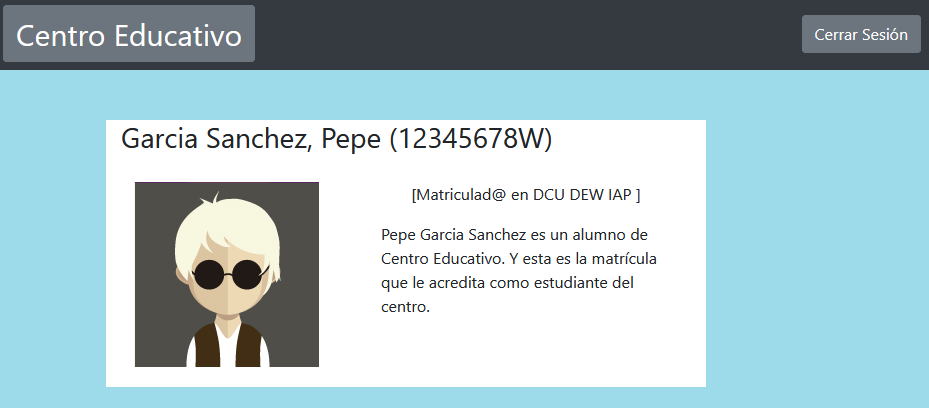 Centro Educativo
Cerrar Sesión
Garcia Sanchez, Pepe (12345678W)
[Matriculad@ en DCU DEW IAP ]
Pepe Garcia Sanchez es un alumno de
Centro Educativo. Y esta es la matrícula
que le acredita como estudiante del
centro.